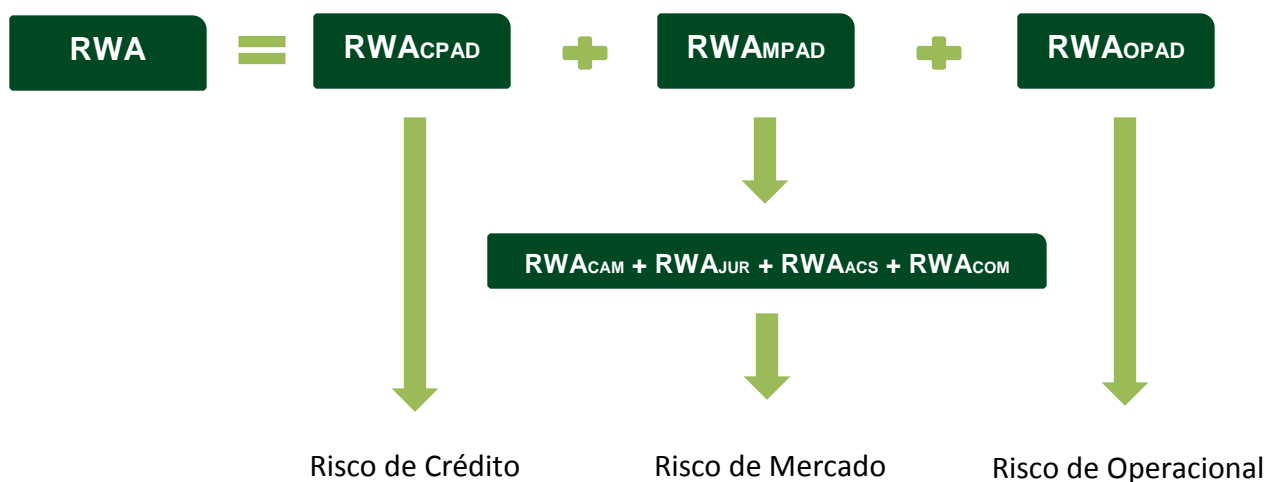 RWA = RWACPAD + RWAMPAD + RWAOPAD
RWACAM + RWAJUR + RWAACS + RWACOM
Risco de Crédito Risco de Mercado Risco de Operacional